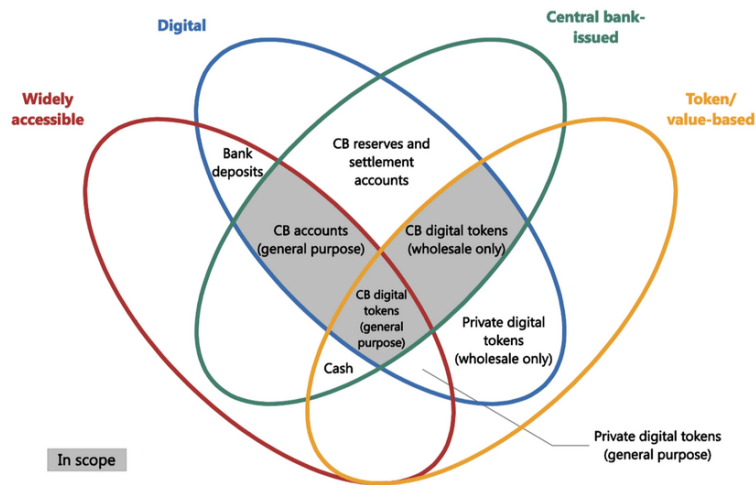 Digital
Central bank-
issued
Widely
accessible
Token/
value-based
Bank
deposits
CB reserves and
settlement
accounts
CB accounts
(general purpose)
CB digital tokens
(wholesale only)
CB digital
tokens
(general
purpose)
Private digital
tokens
(wholesale only)
Cash
Private digital tokens
(general purpose)
In scope